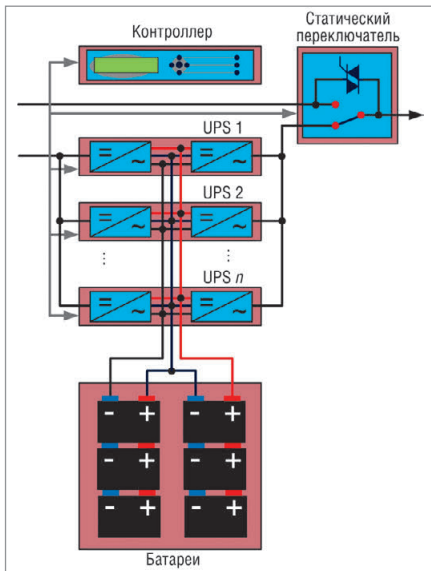 Контроллер
Статический
переключатель
UPS 1
UPS 2
UPS n
- + - +
Батареи